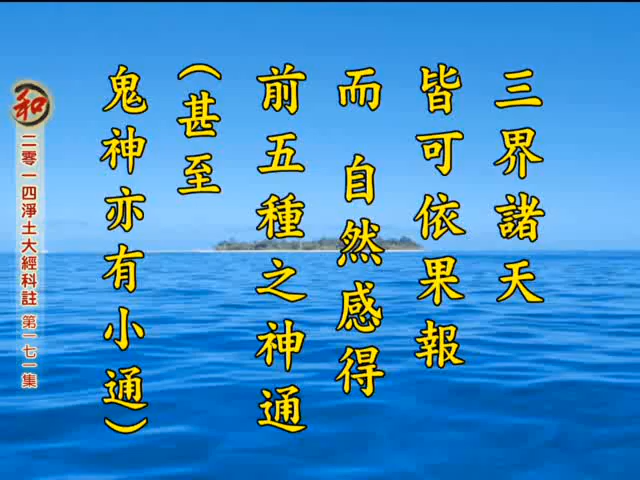 三界諸天
皆可依果報
而 自然感得
前五種之神通
(甚至
鬼神亦有小通)
和
二零一四淨土大經科註 第一七一集